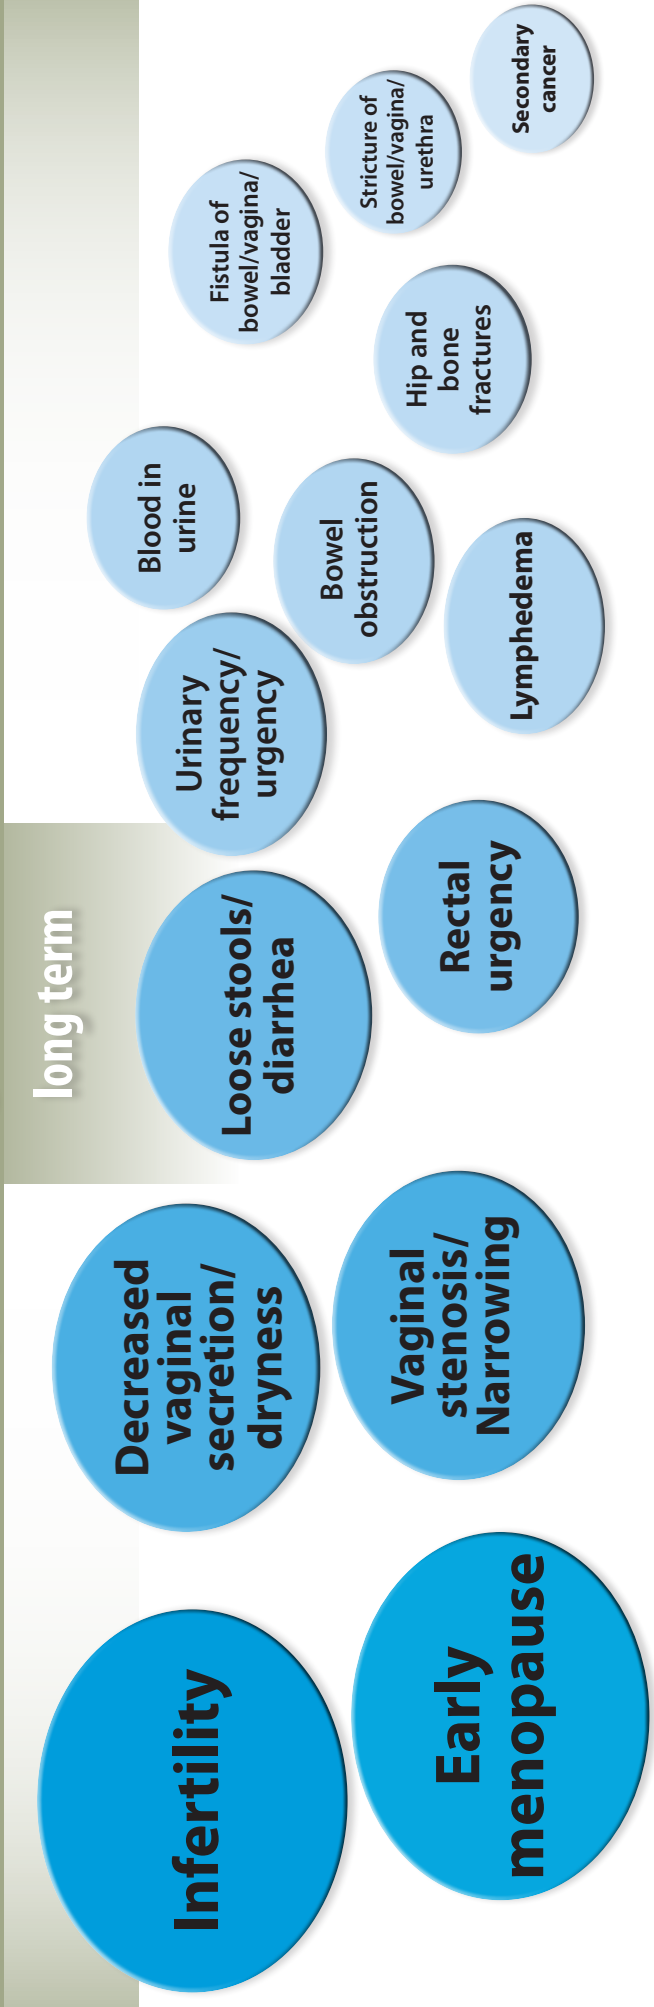 long term
Infertility
Early
menopause
Decreased
vaginal
secretion/
dryness
Vaginal
stenosis/
Narrowing
Loose stools/
diarrhea
Rectal
urgency
Urinary
frequency/
urgency
Lymphedema
Bowel
obstruction
Blood in
urine
Hip and
bone
fractures
Fistula of
bowel/vagina/
bladder
Stricture of
bowel/vagina/
urethra
Secondary
cancer